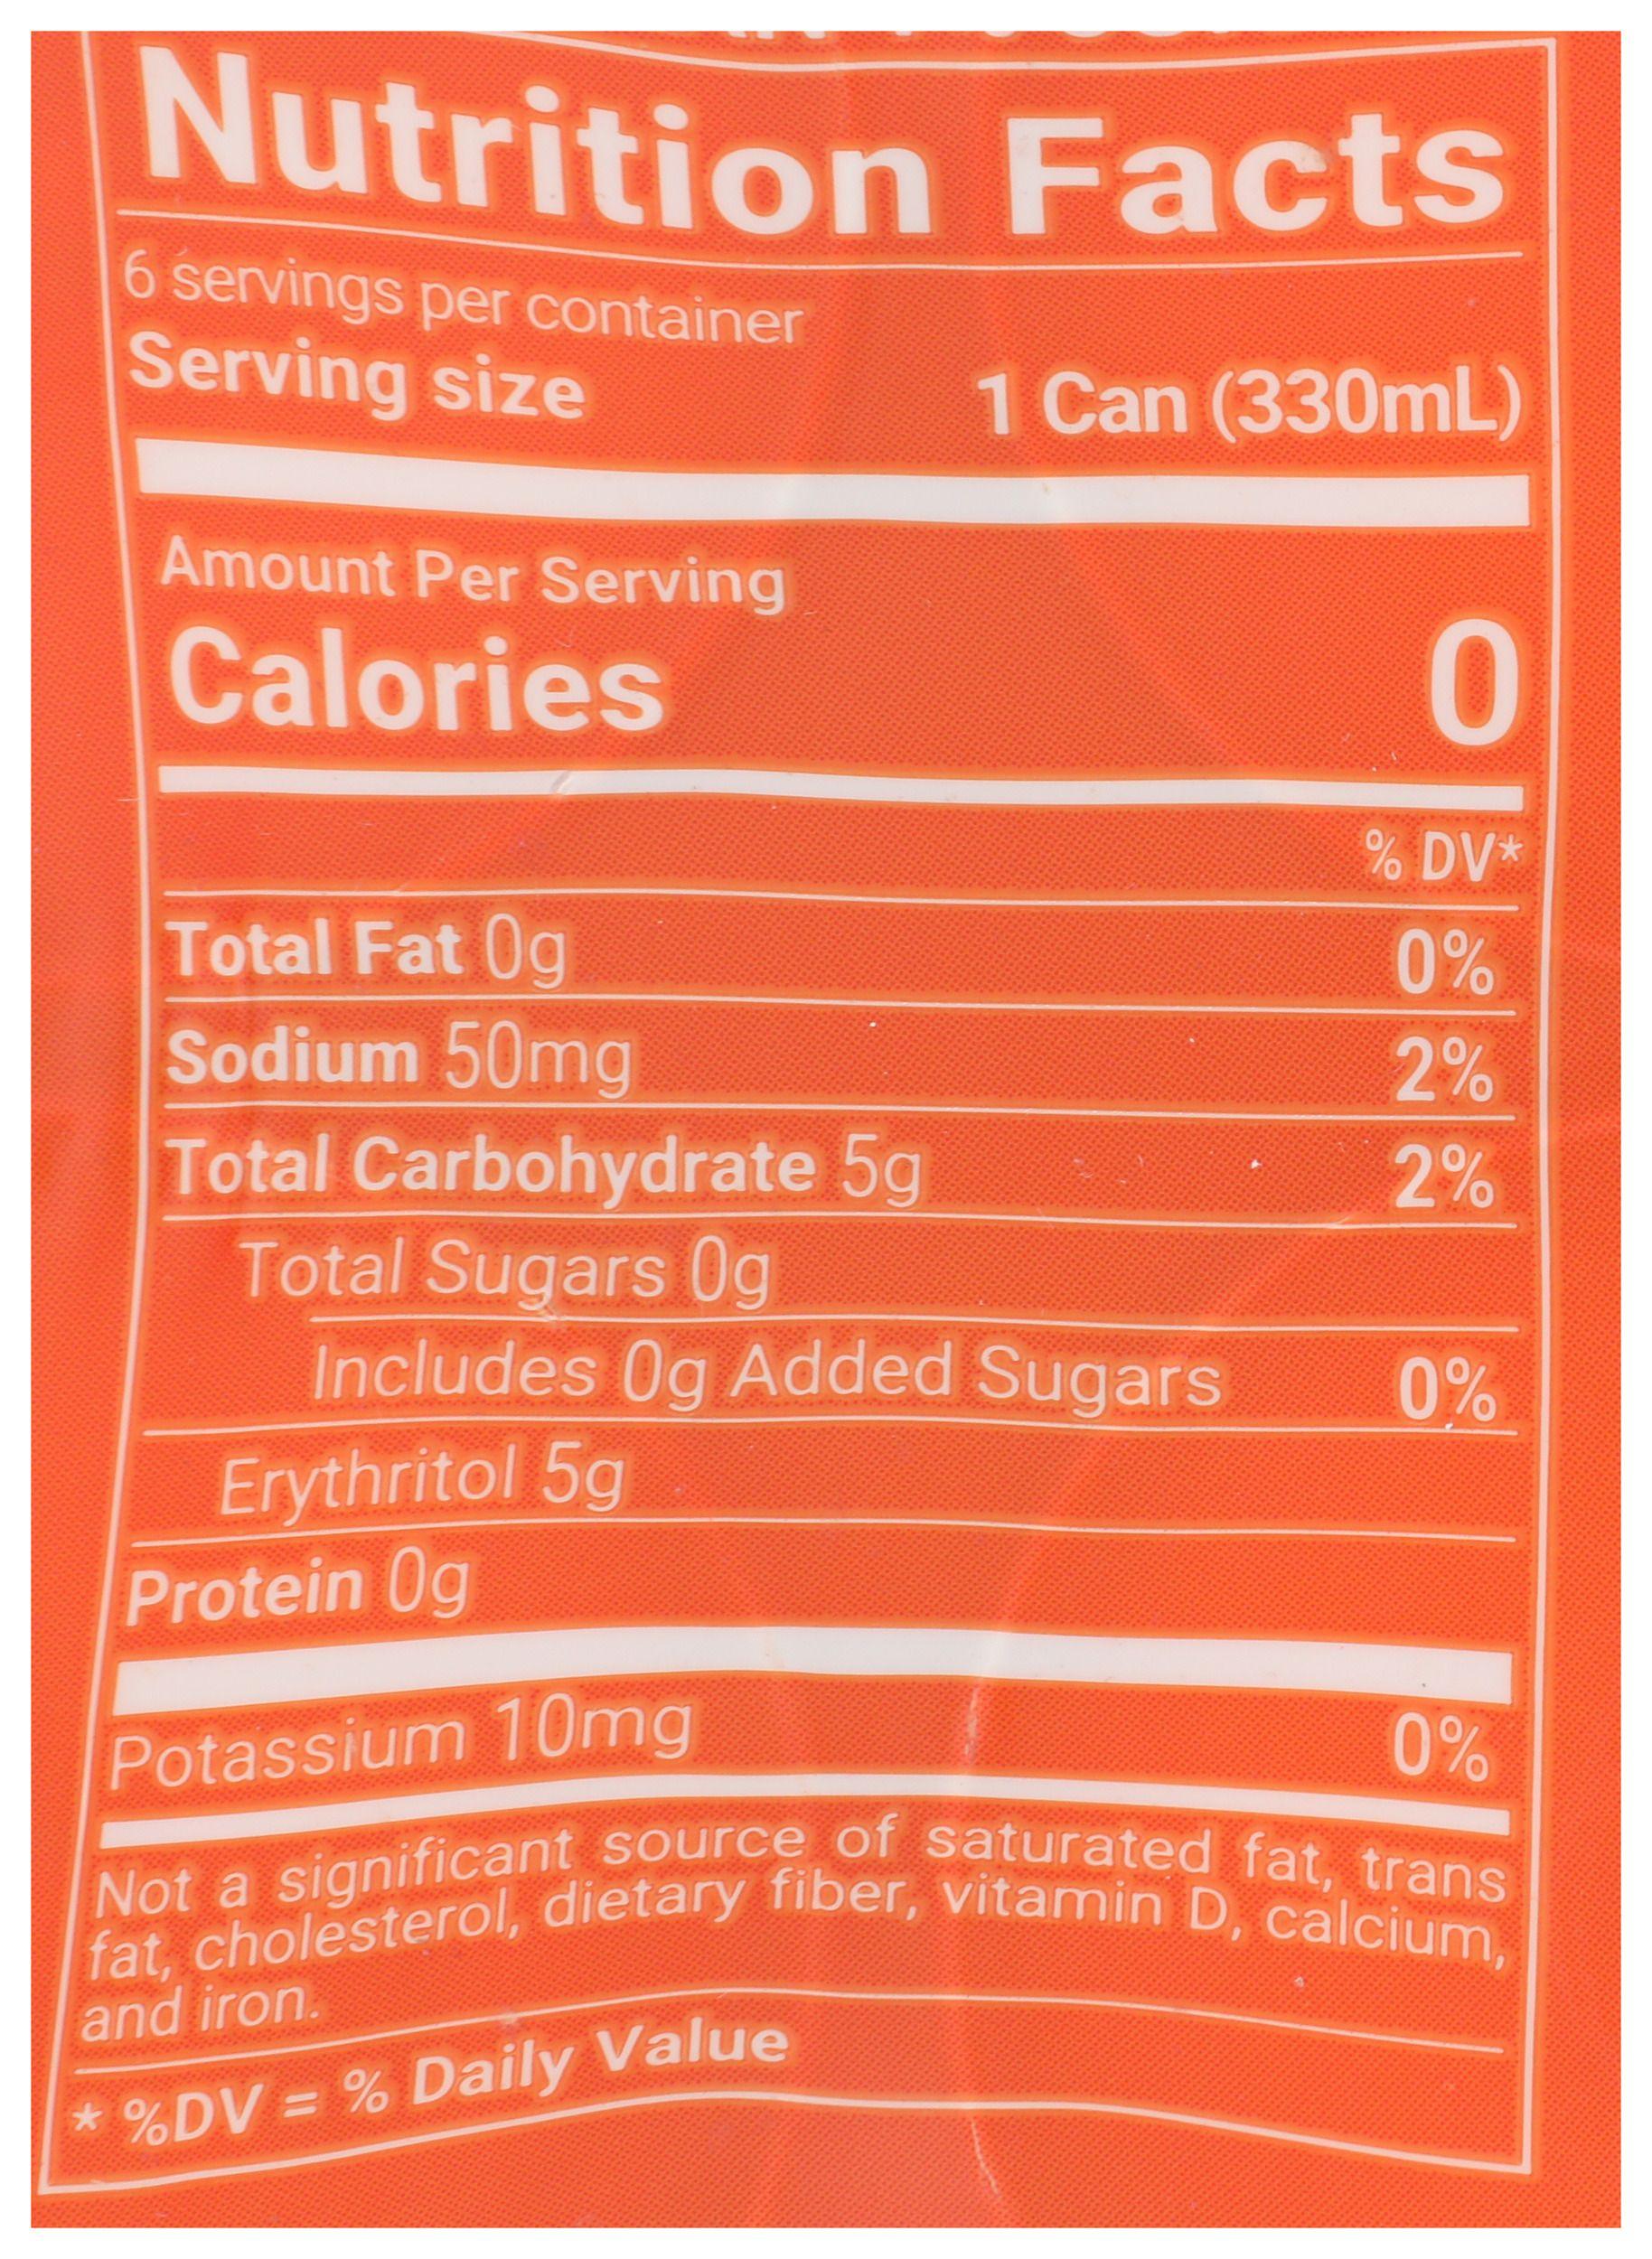 Nutrition Facts
6 servings per container
Serving size 1 Can (330mL)
Amount Per Serving
Calories 0
% DV*
Total Fat 0g 0%
Sodium 50mg 2%
Total Carbohydrate 5g 2%
Total Sugars 0g
Includes 0g Added Sugars 0%
Erythritol 5g
Protein 0g
Potassium 10mg 0%
Not a significant source of saturated fat, trans
fat, cholesterol, dietary fiber, vitamin D, calcium,
and iron.
* %DV = % Daily Value